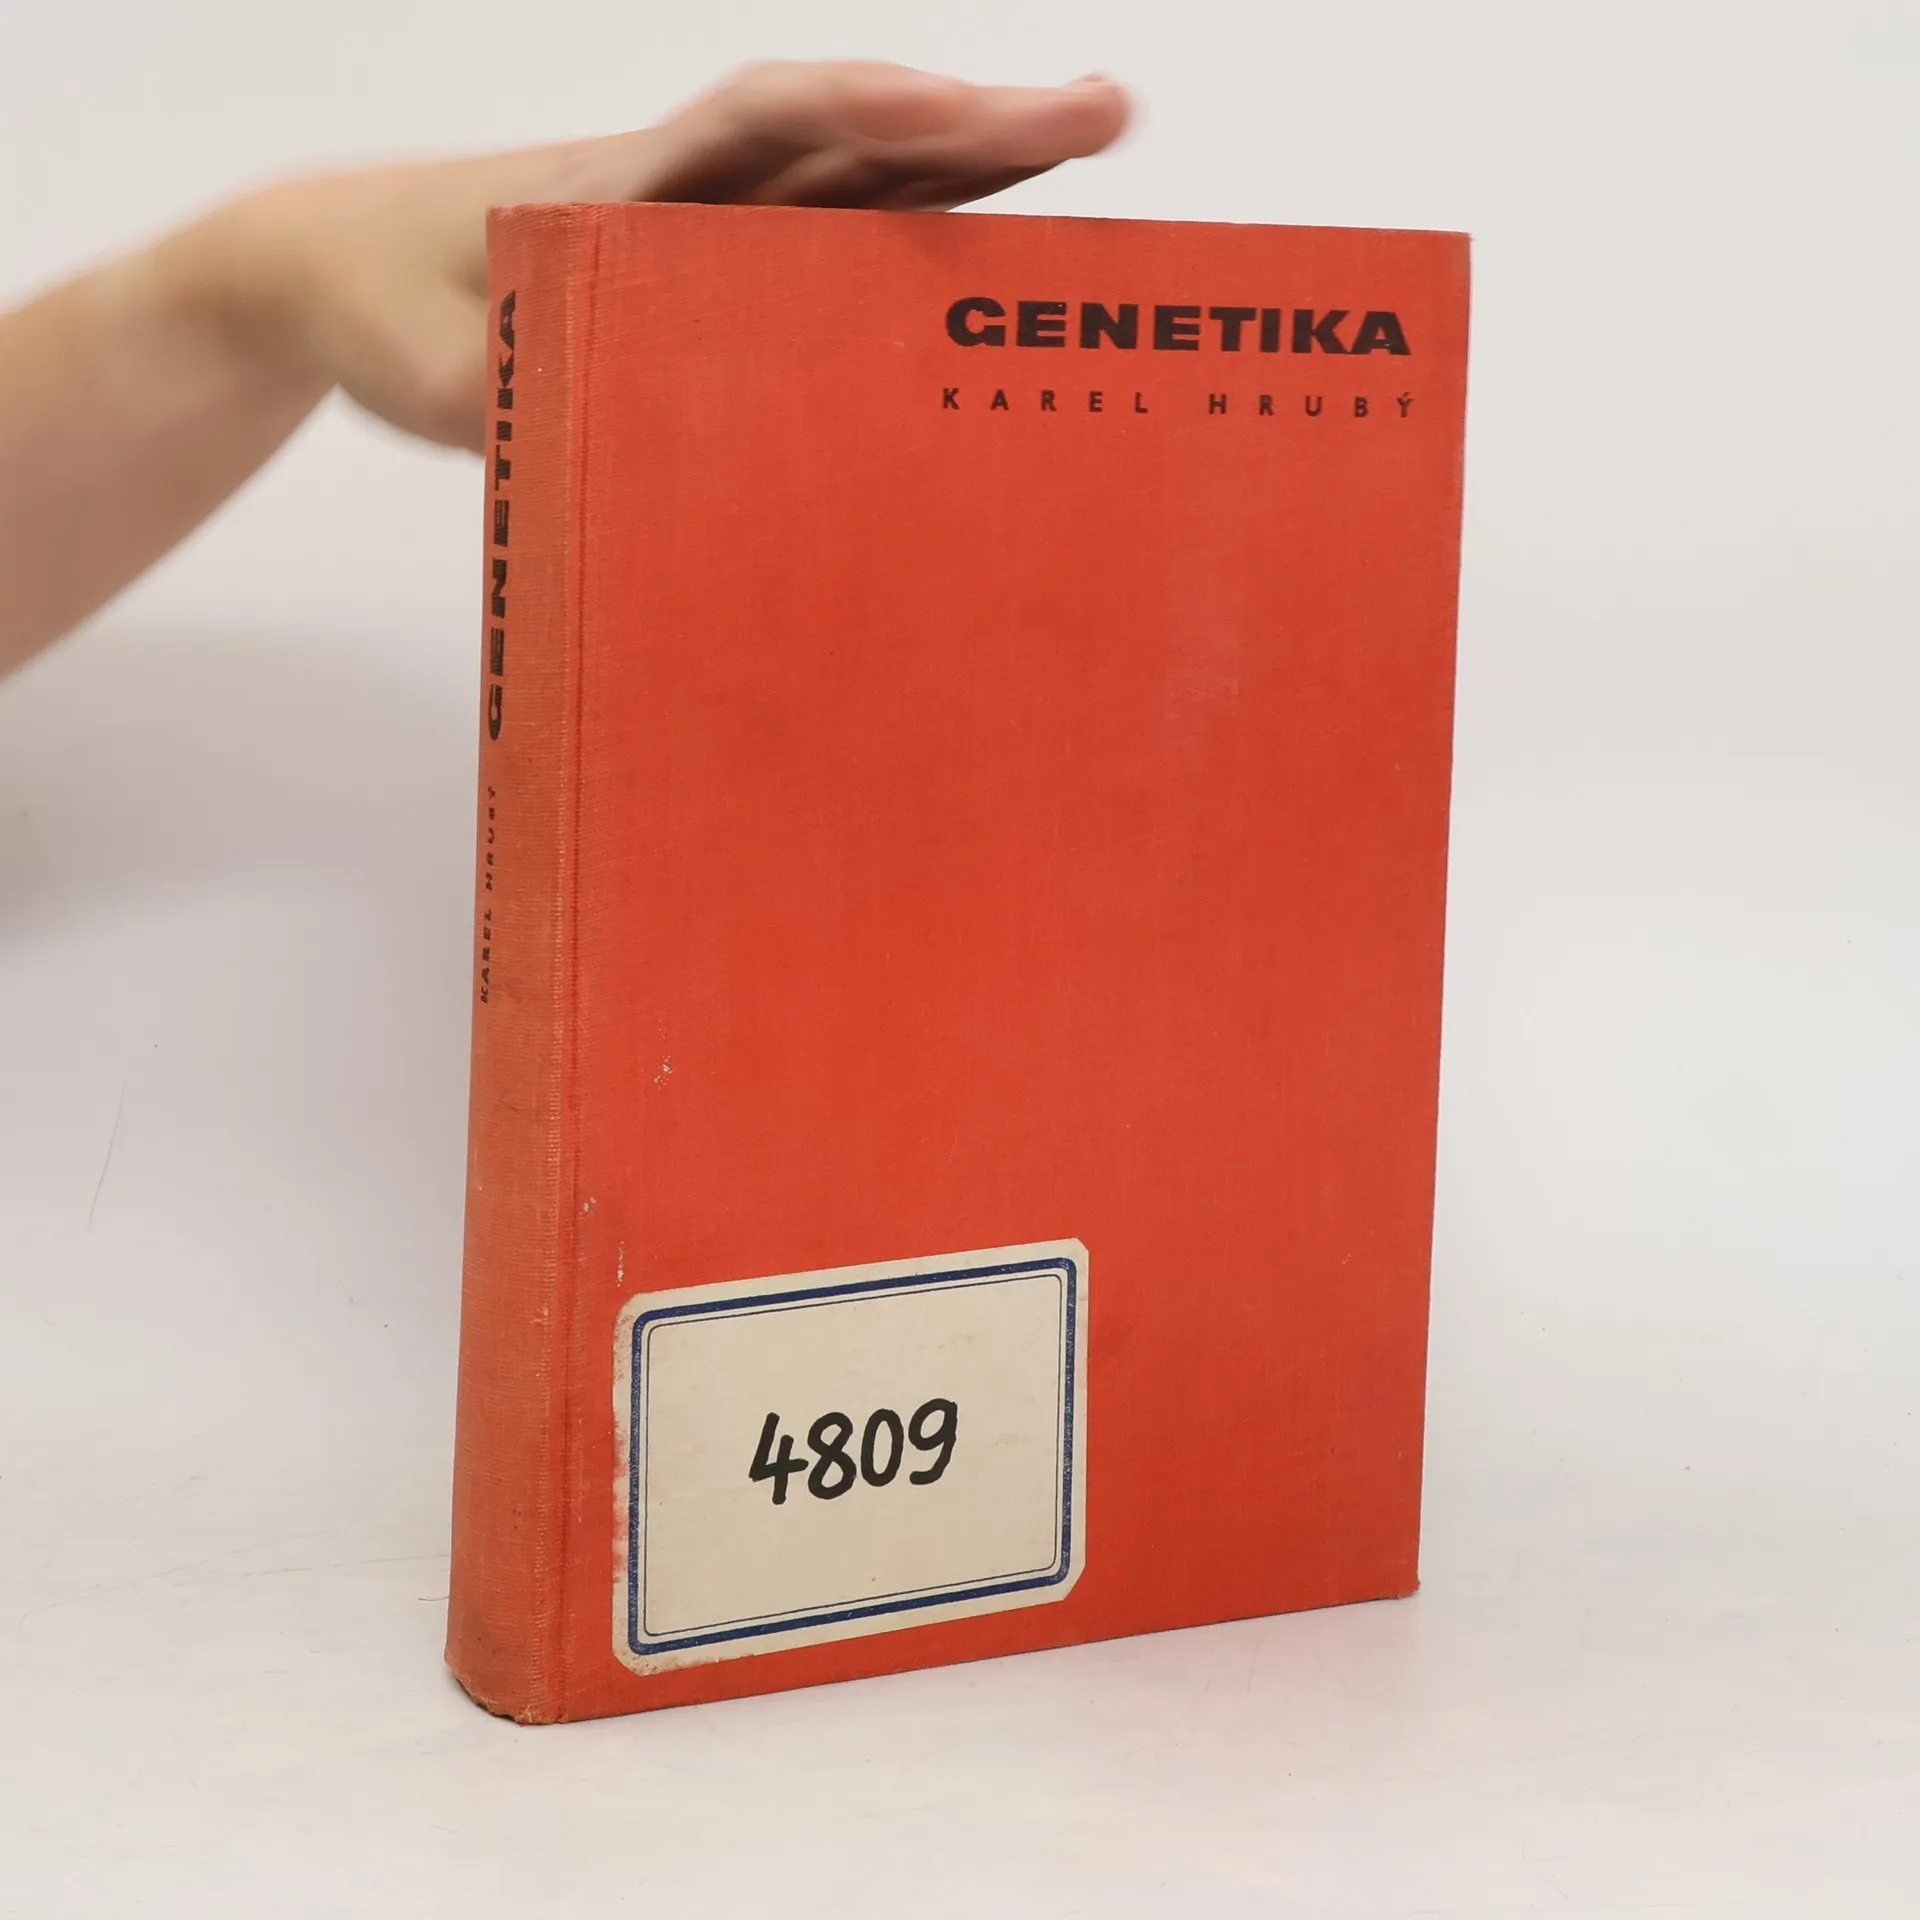 GENETIKA
KAREL HRUBÝ
KAREL HRUBÝ GENETIKA
4809